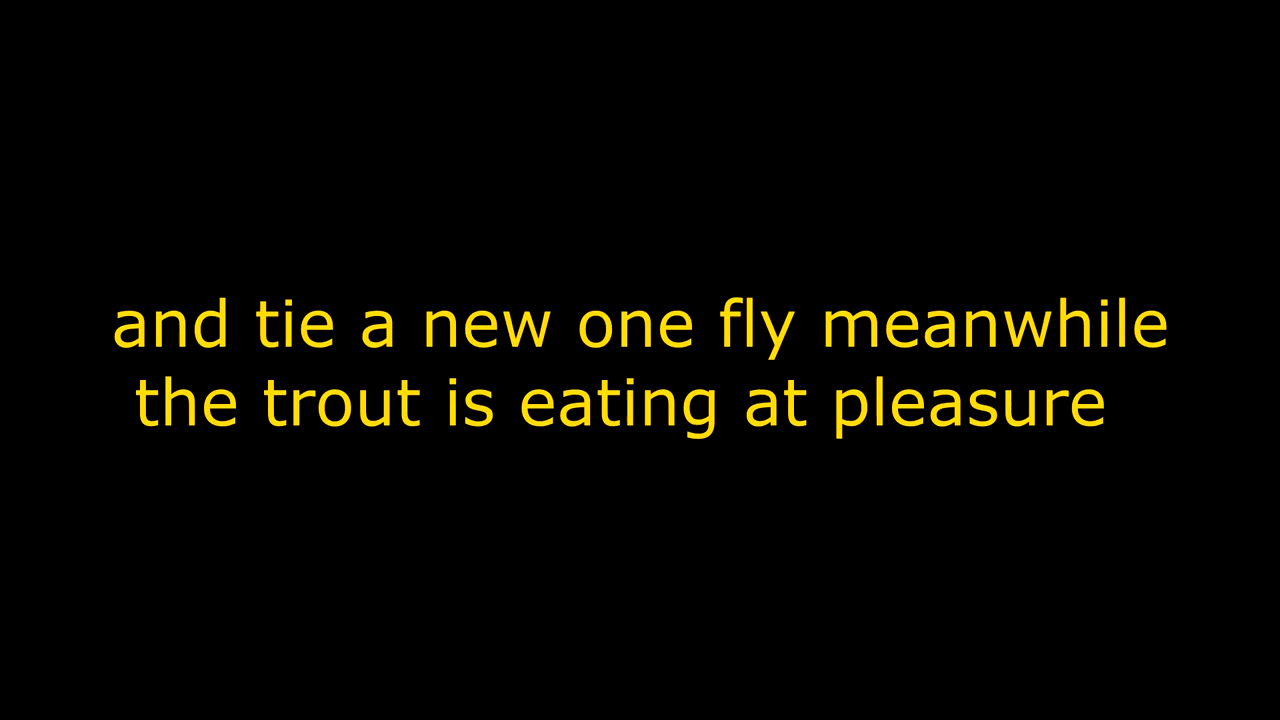 and tie a new one fly meanwhile
the trout is eating at pleasure